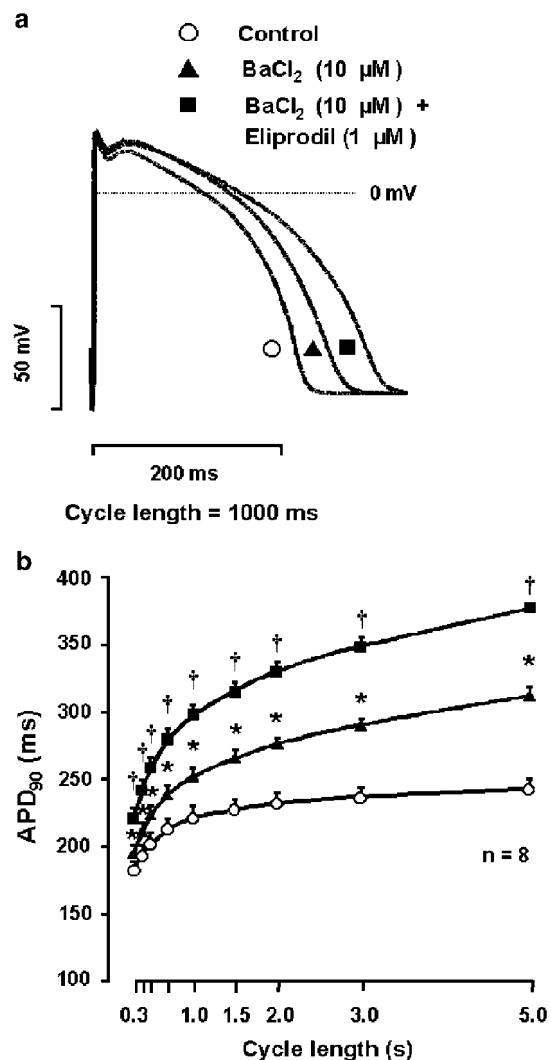 a
Control
BaCl2 (10 µM)
BaCl2 (10 µM) +
Eliprodil (1 µM)
0 mV
50 mV
200 ms
Cycle length = 1000 ms
b
400
350
300
250
200
150
100
APD90 (ms)
† † † † † † † † †
* * * * * * * * *
n = 8
0.3 1.0 1.5 2.0 3.0 5.0
Cycle length (s)